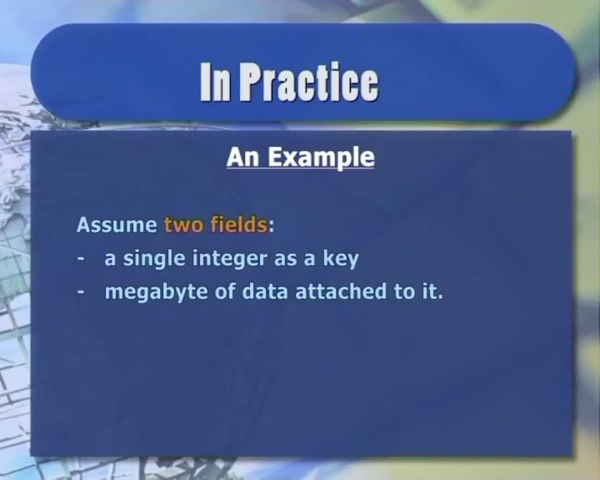 In Practice
An Example
Assume two fields:
- a single integer as a key
- megabyte of data attached to it.